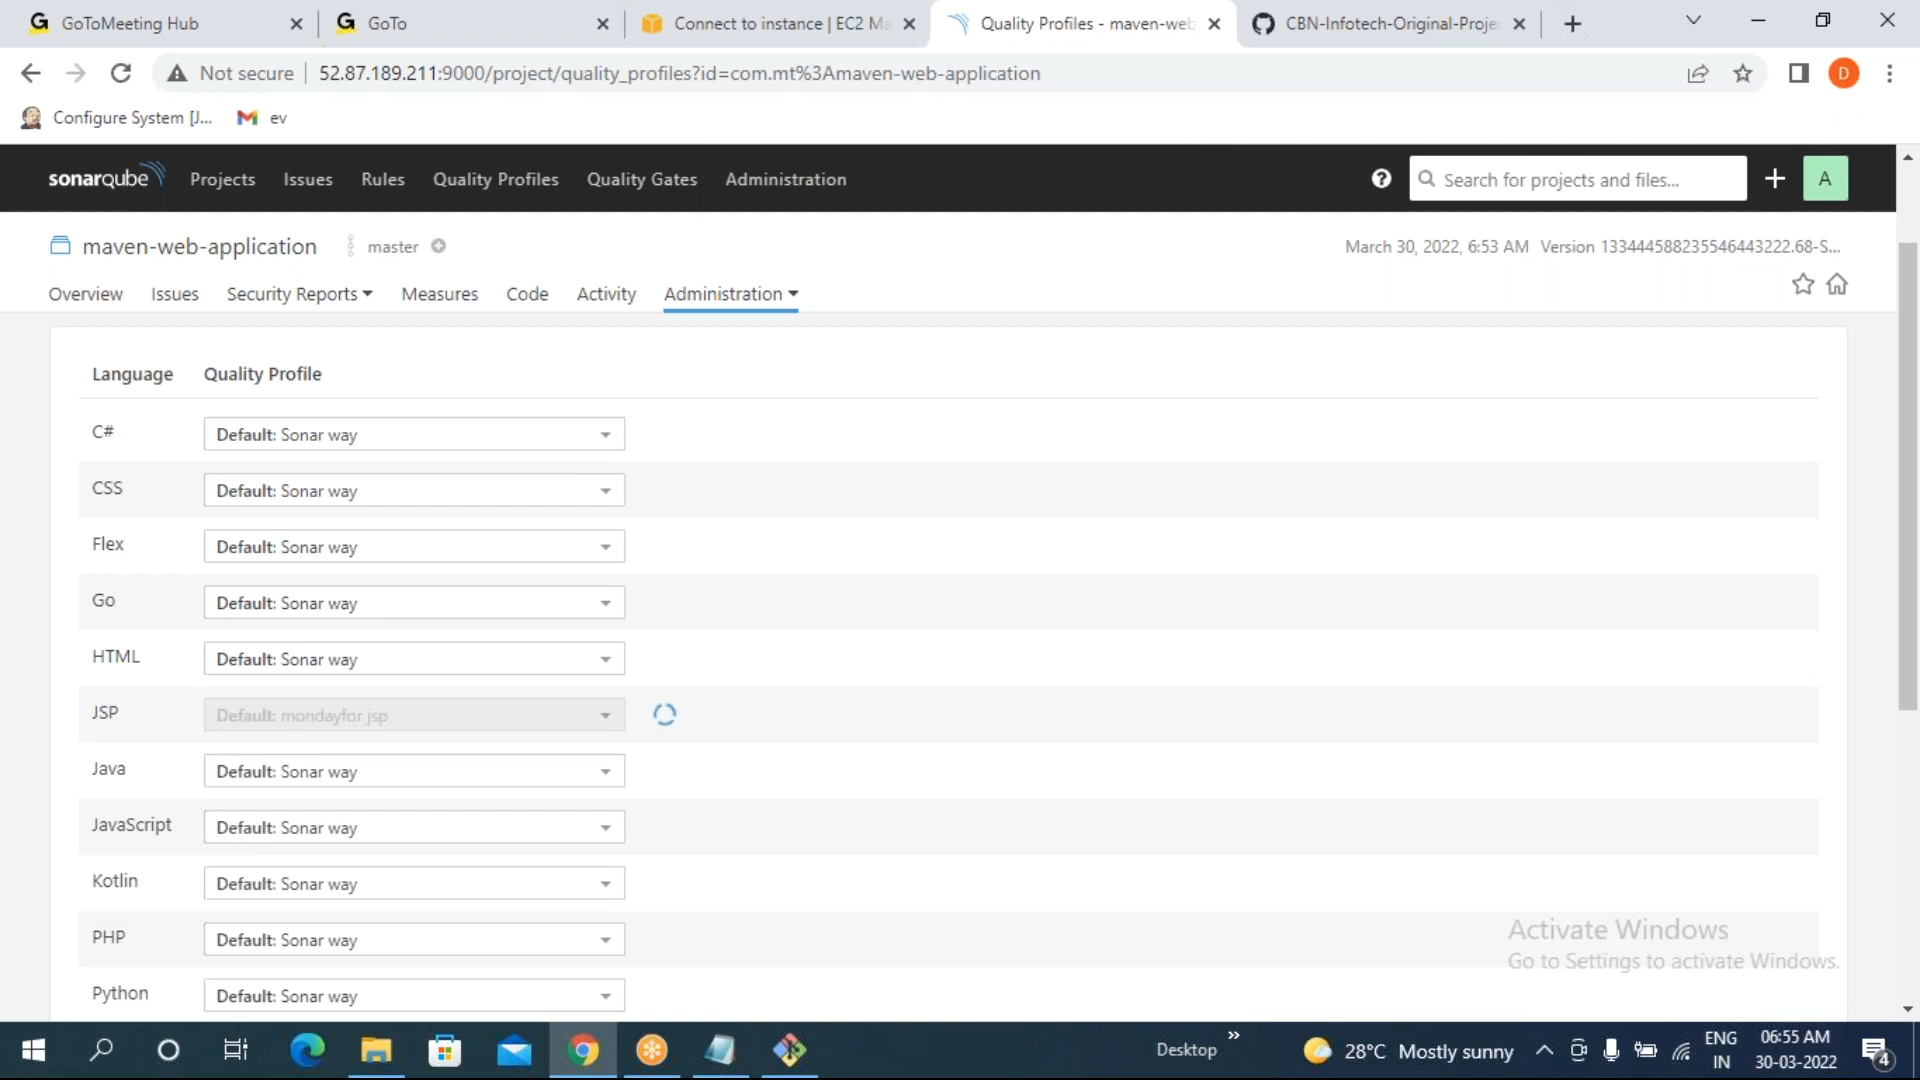 GoToMeeting Hub
GoTo
Connect to instance | EC2 Ma
Quality Profiles - maven-web
CBN-Infotech-Original-Proje
Not secure
52.87.189.211:9000/project/quality_profiles?id=com.mt%3Amaven-web-application
D
Configure System [J...
ev
sonarqube
Projects
Issues
Rules
Quality Profiles
Quality Gates
Administration
Search for projects and files...
A
maven-web-application
master
March 30, 2022, 6:53 AM Version 133444588235546443222.68-S...
Overview
Issues
Security Reports
Measures
Code
Activity
Administration
Language Quality Profile
C# Default: Sonar way
CSS Default: Sonar way
Flex Default: Sonar way
Go Default: Sonar way
HTML Default: Sonar way
JSP Default: mondayfor jsp
Java Default: Sonar way
JavaScript Default: Sonar way
Kotlin Default: Sonar way
PHP Default: Sonar way
Python Default: Sonar way
Activate Windows
Go to Settings to activate Windows.
Desktop
28°C Mostly sunny
ENG
IN
06:55 AM
30-03-2022
4